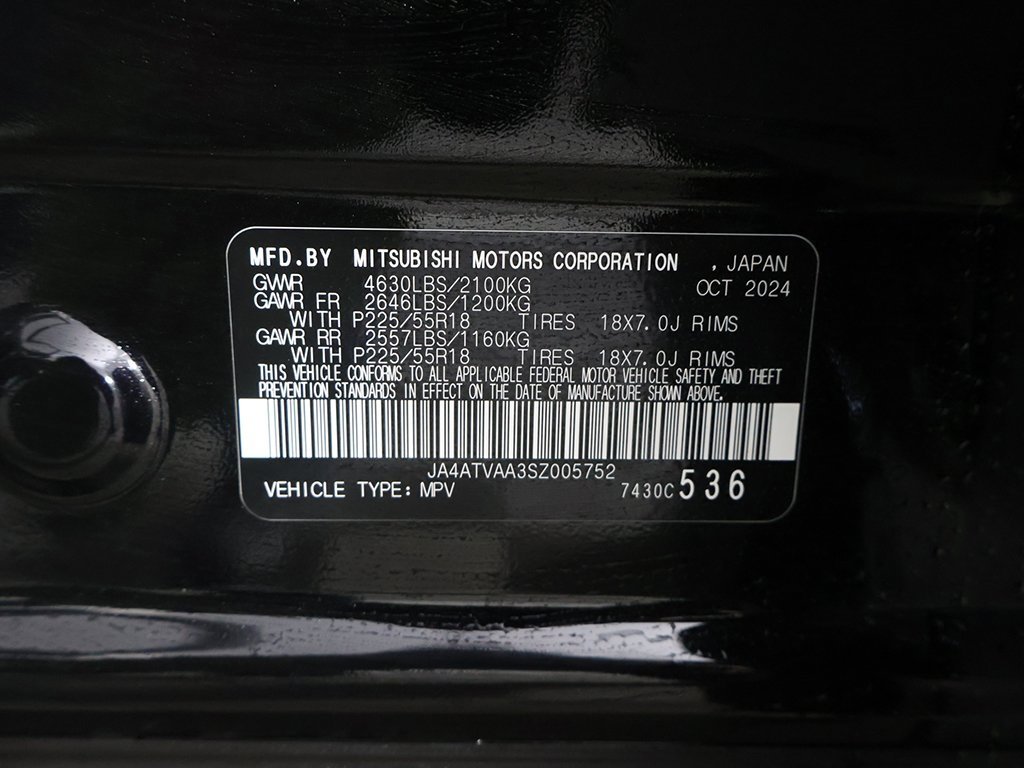 MFD.BY MITSUBISHI MOTORS CORPORATION , JAPAN
GWWR 4630LBS/2100KG OCT 2024
GAWR FR 2646LBS/1200KG
WITH P225/55R18 TIRES 18X7.0J RIMS
GAWR RR 2557LBS/1160KG
WITH P225/55R18 TIRES 18X7.0J RIMS
THIS VEHICLE CONFORMS TO ALL APPLICABLE FEDERAL MOTOR VEHICLE SAFETY AND THEFT
PREVENTION STANDARDS IN EFFECT ON THE DATE OF MANUFACTURE SHOWN ABOVE.
JA4ATVAA3SZ005752
VEHICLE TYPE: MPV 7430C 536